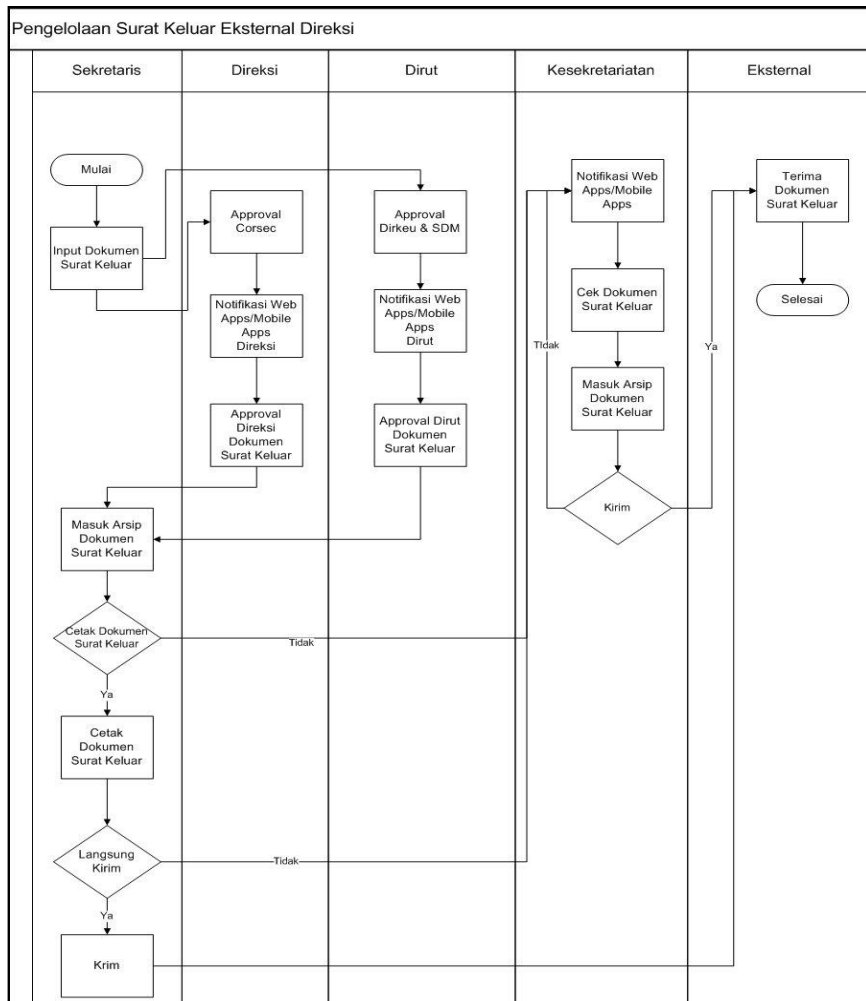 Pengelolaan Surat Keluar Eksternal Direksi
Sekretaris
Direksi
Dirut
Kesekretariatan
Eksternal
Mulai
Input Dokumen
Surat Keluar
Approval
Corsec
Notifikasi Web
Apps/Mobile
Apps
Direksi
Approval
Direksi
Dokumen
Surat Keluar
Approval
Dirkeu & SDM
Notifikasi Web
Apps/Mobile
Apps
Dirut
Approval Dirut
Dokumen
Surat Keluar
Notifikasi Web
Apps/Mobile
Apps
Cek Dokumen
Surat Keluar
TIdak
Masuk Arsip
Dokumen
Surat Keluar
Kirim
Ya
Terima
Dokumen
Surat Keluar
Selesai
Masuk Arsip
Dokumen
Surat Keluar
Cetak Dokumen
Surat Keluar
Tidak
Ya
Cetak
Dokumen
Surat Keluar
Langsung
Kirim
Tidak
Ya
Krim